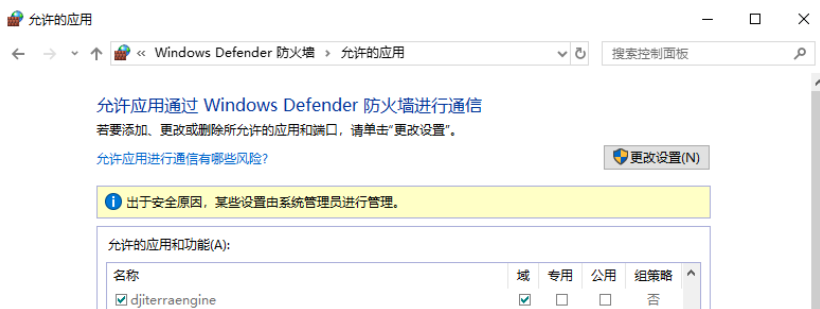 允许的应用
« Windows Defender 防火墙 › 允许的应用
搜索控制面板
允许应用通过 Windows Defender 防火墙进行通信
若要添加、更改或删除所允许的应用和端口，请单击"更改设置"。
允许应用进行通信有哪些风险?
更改设置(N)
出于安全原因，某些设置由系统管理员进行管理。
允许的应用和功能(A):
名称 域 专用 公用 组策略
djiterraengine 否